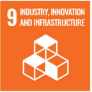 9 INDUSTRY, INNOVATION
AND INFRASTRUCTURE